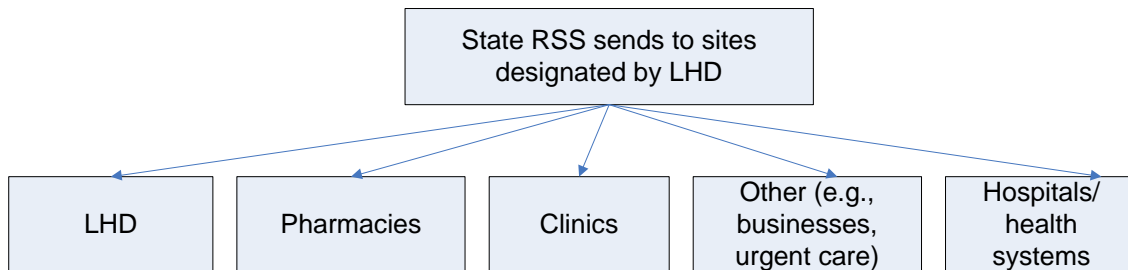 State RSS sends to sites
designated by LHD
LHD
Pharmacies
Clinics
Other (e.g.,
businesses,
urgent care)
Hospitals/
health
systems